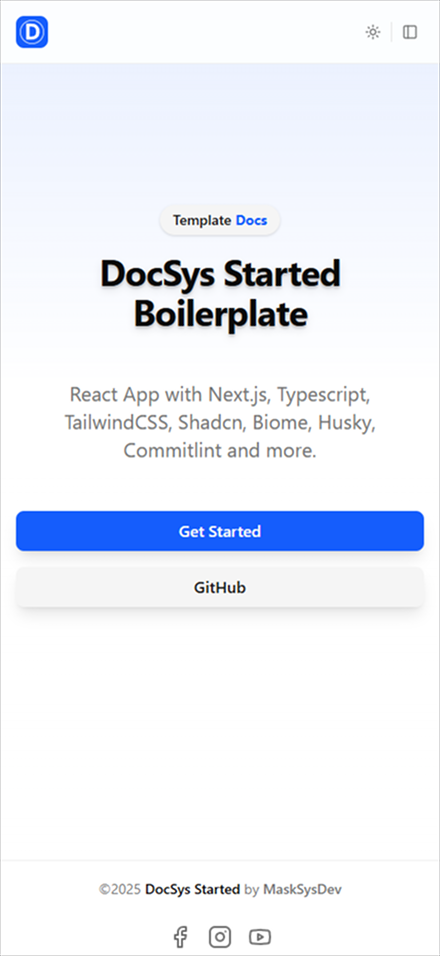 D
Template Docs
DocSys Started
Boilerplate
React App with Next.js, Typescript,
TailwindCSS, Shadcn, Biome, Husky,
Commitlint and more.
Get Started
GitHub
©2025 DocSys Started by MaskSysDev